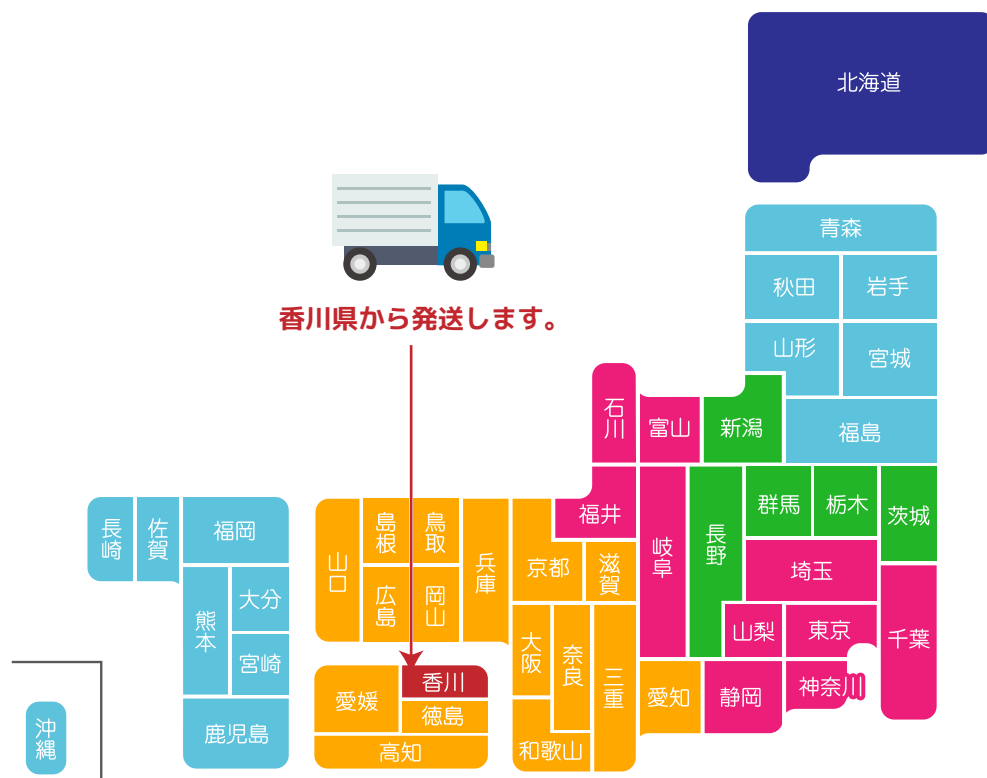 北海道
青森
秋田
岩手
山形
宮城
香川県から発送します。
石川
富山
新潟
福島
福井
群馬
栃木
茨城
長崎
佐賀
福岡
山口
島根
鳥取
兵庫
京都
滋賀
岐阜
長野
埼玉
熊本
大分
広島
岡山
大阪
奈良
三重
山梨
東京
千葉
宮崎
香川
愛媛
徳島
愛知
静岡
神奈川
沖縄
鹿児島
高知
和歌山